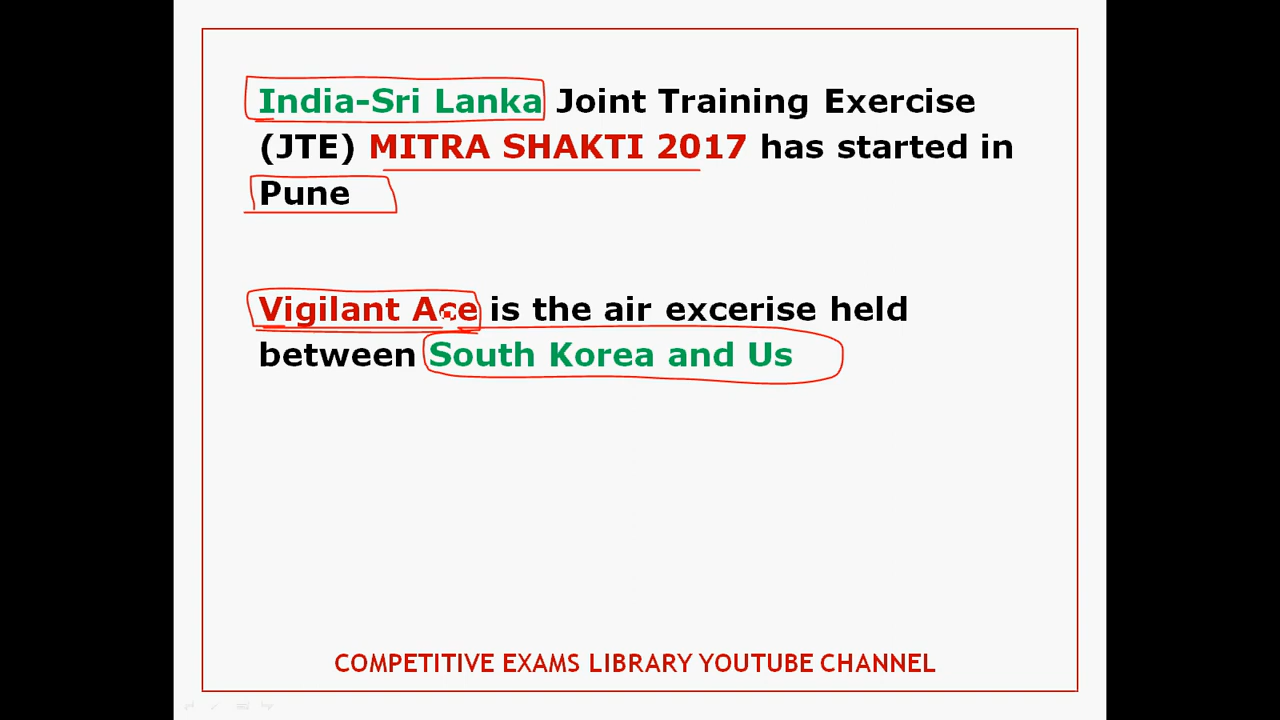 India-Sri Lanka Joint Training Exercise
(JTE) MITRA SHAKTI 2017 has started in
Pune
Vigilant Ace is the air excerise held
between South Korea and Us
COMPETITIVE EXAMS LIBRARY YOUTUBE CHANNEL